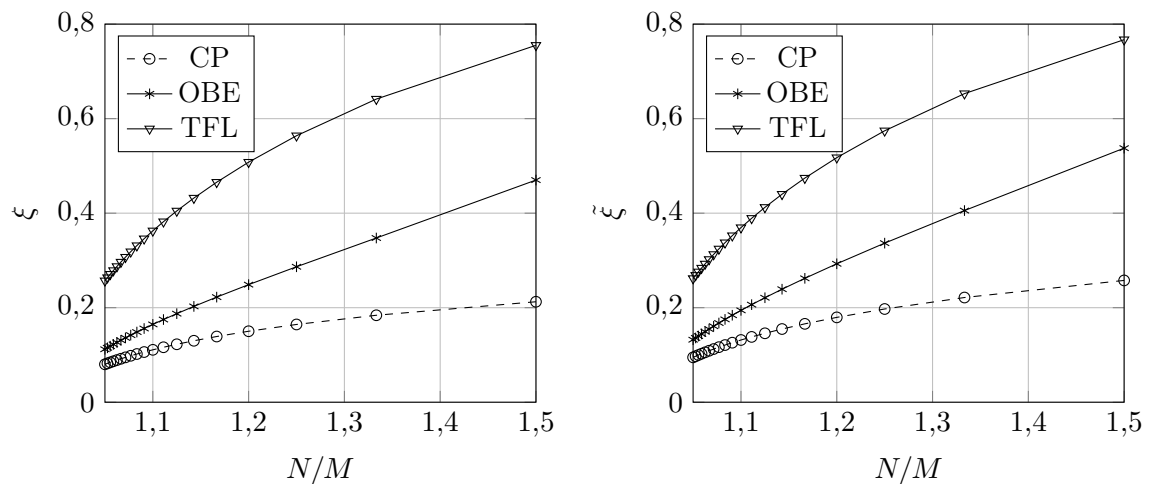 0,8
0,6
0,4
0,2
0
ξ
CP
OBE
TFL
1,1 1,2 1,3 1,4 1,5
N/M
0,8
0,6
0,4
0,2
0
ξ̃
CP
OBE
TFL
1,1 1,2 1,3 1,4 1,5
N/M